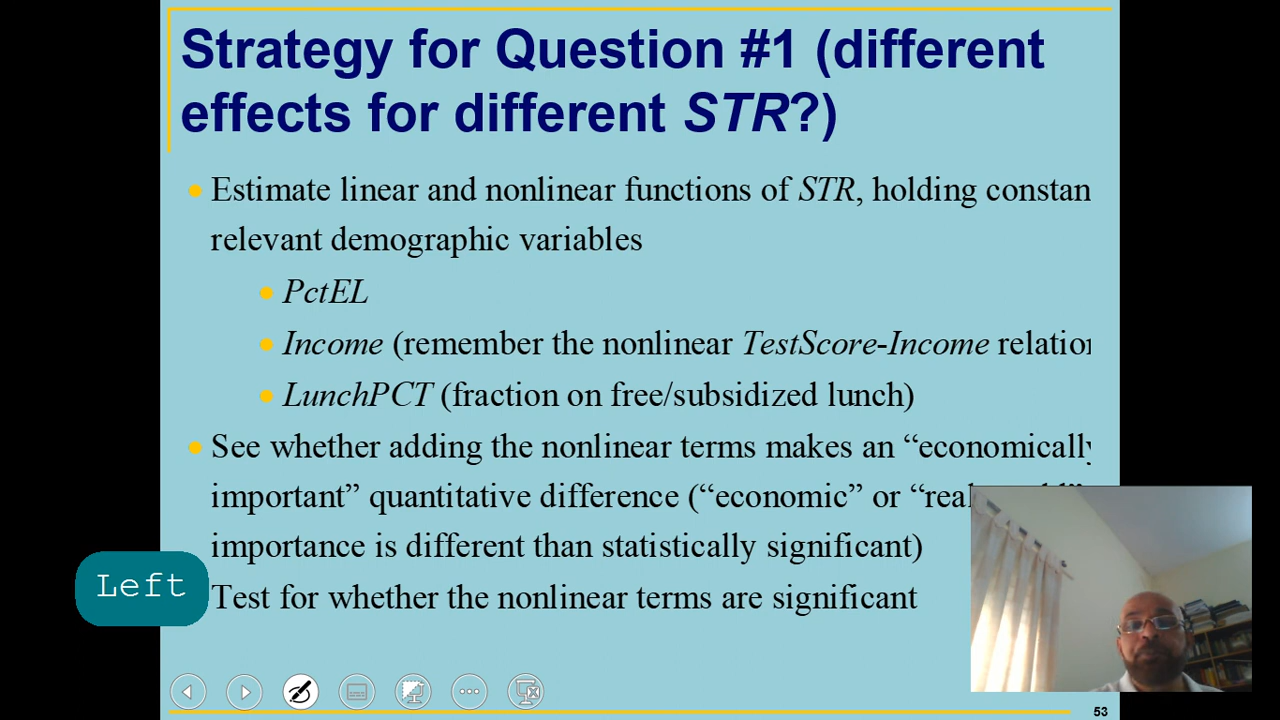 Strategy for Question #1 (different
effects for different STR?)
Estimate linear and nonlinear functions of STR, holding constan
relevant demographic variables
PctEL
Income (remember the nonlinear TestScore-Income relation
LunchPCT (fraction on free/subsidized lunch)
See whether adding the nonlinear terms makes an “economically
important” quantitative difference (“economic” or “real
importance is different than statistically significant)
Left
Test for whether the nonlinear terms are significant
53